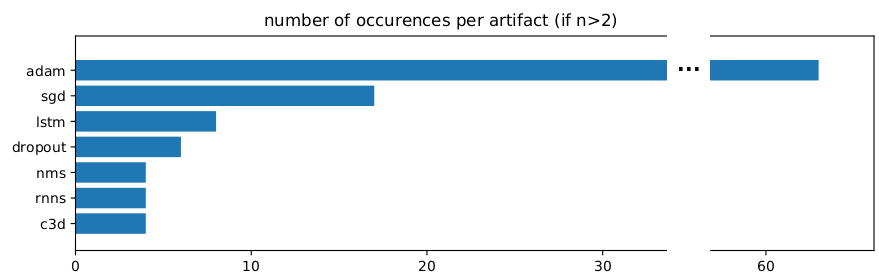 number of occurences per artifact (if n>2)
adam
...
sgd
lstm
dropout
nms
rnns
c3d
0 10 20 30 60